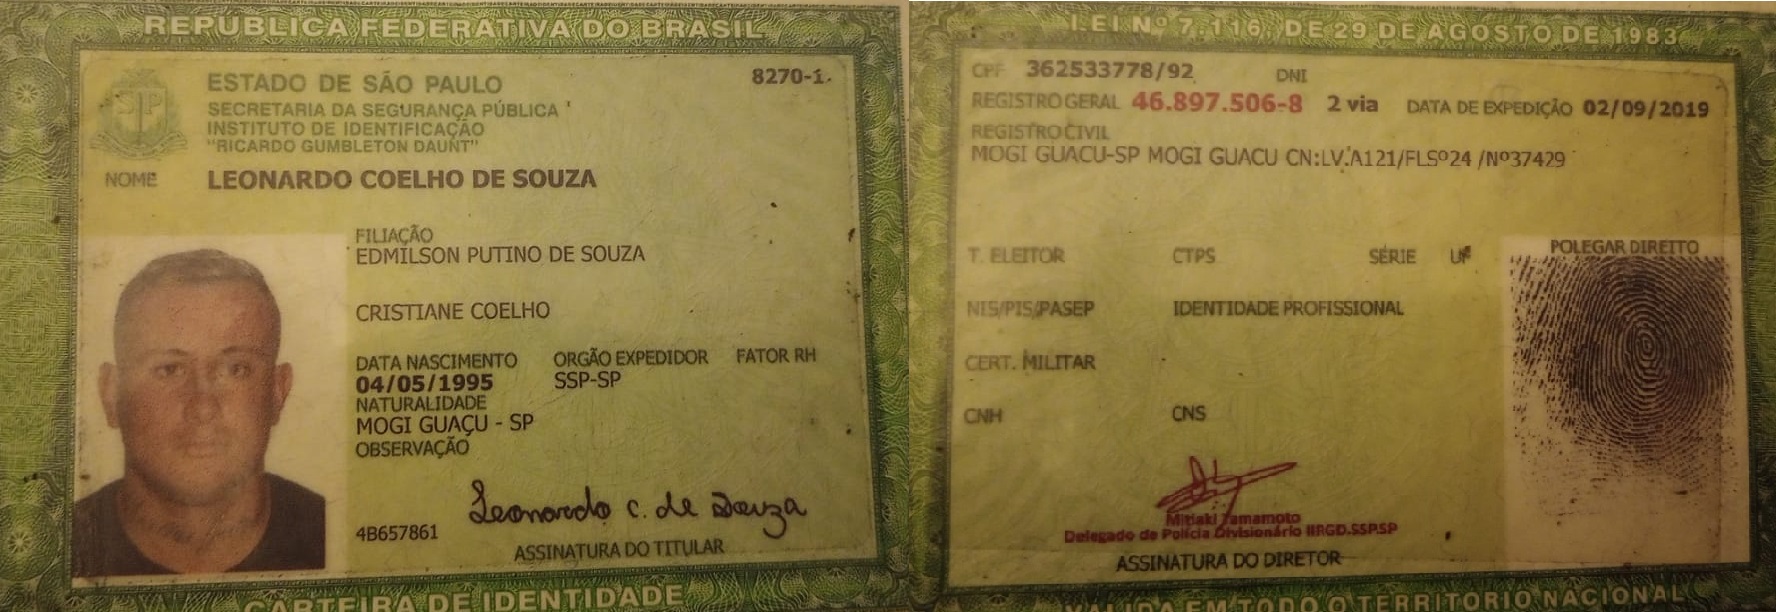 REPÚBLICA FEDERATIVA DO BRASIL
ESTADO DE SÃO PAULO
8270-1
SECRETARIA DA SEGURANÇA PÚBLICA
INSTITUTO DE IDENTIFICAÇÃO
"RICARDO GUMBLETON DAUNT"
NOME LEONARDO COELHO DE SOUZA
FILIAÇÃO
EDMILSON PUTINO DE SOUZA
CRISTIANE COELHO
DATA NASCIMENTO ORGÃO EXPEDIDOR FATOR RH
04/05/1995 SSP-SP
NATURALIDADE
MOGI GUAÇU - SP
OBSERVAÇÃO
Leonardo C. de Souza
4B657861
ASSINATURA DO TITULAR
CARTEIRA DE IDENTIDADE
LEI Nº 7.116, DE 29 DE AGOSTO DE 1983
CPF 362533778/92 DNI
REGISTRO GERAL 46.897.506-8 2 via DATA DE EXPEDIÇÃO 02/09/2019
REGISTRO CIVIL
MOGI GUACU-SP MOGI GUACU CN:LV.A121/FLSº24 /Nº37429
POLEGAR DIREITO
T. ELEITOR CTPS SÉRIE UF
NIS/PIS/PASEP IDENTIDADE PROFISSIONAL
CERT. MILITAR
CNH CNS
Mitiaki Yamamoto
Delegado de Polícia Divisionário IIRGD.SSP.SP
ASSINATURA DO DIRETOR
VÁLIDA EM TODO O TERRITÓRIO NACIONAL